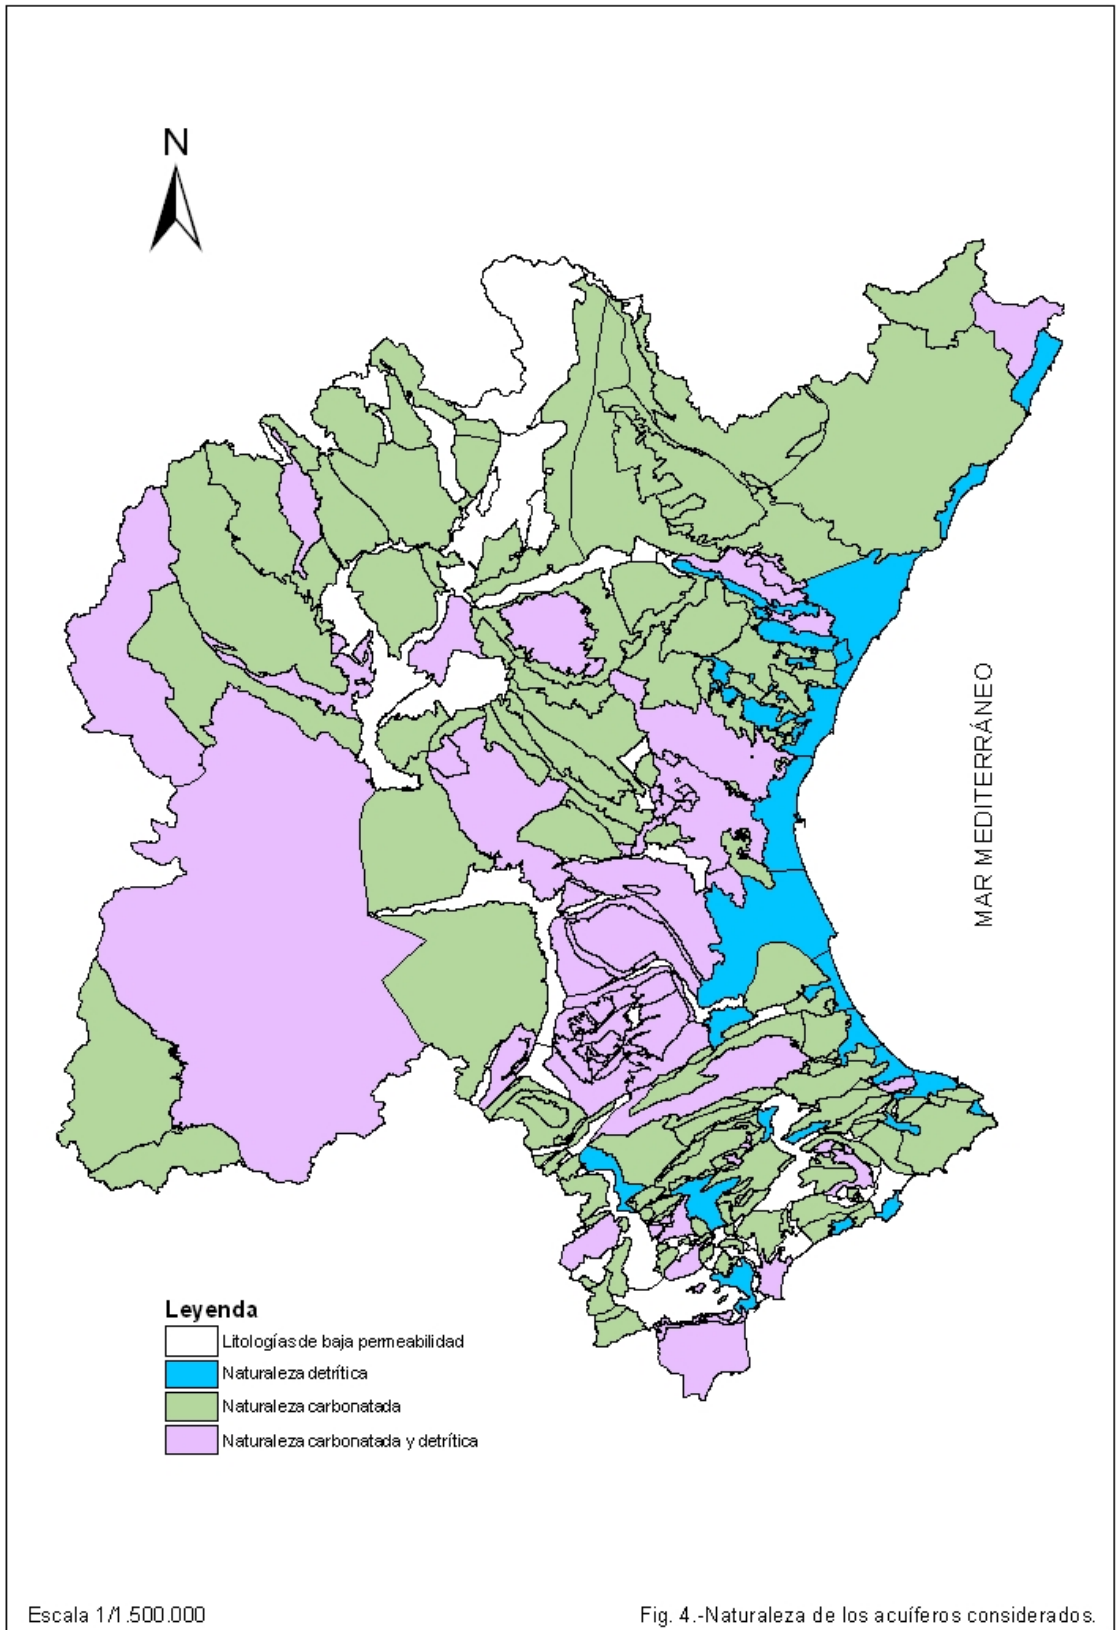 N
MAR MEDITERRÁNEO
Leyenda
Litologías de baja permeabilidad
Naturaleza detrítica
Naturaleza carbonatada
Naturaleza carbonatada y detrítica
Escala 1/1.500.000
Fig. 4.-Naturaleza de los acuíferos considerados.